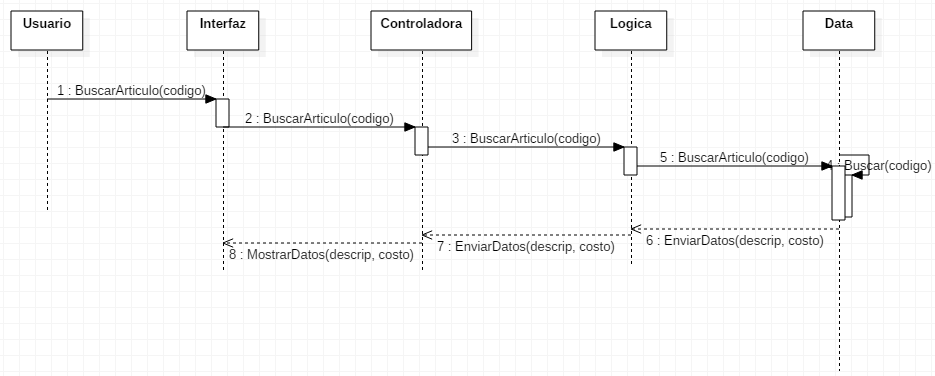 Usuario
Interfaz
Controladora
Logica
Data
1 : BuscarArticulo(codigo)
2 : BuscarArticulo(codigo)
3 : BuscarArticulo(codigo)
5 : BuscarArticulo(codigo)
4 : Buscar(codigo)
6 : EnviarDatos(descrip, costo)
7 : EnviarDatos(descrip, costo)
8 : MostrarDatos(descrip, costo)